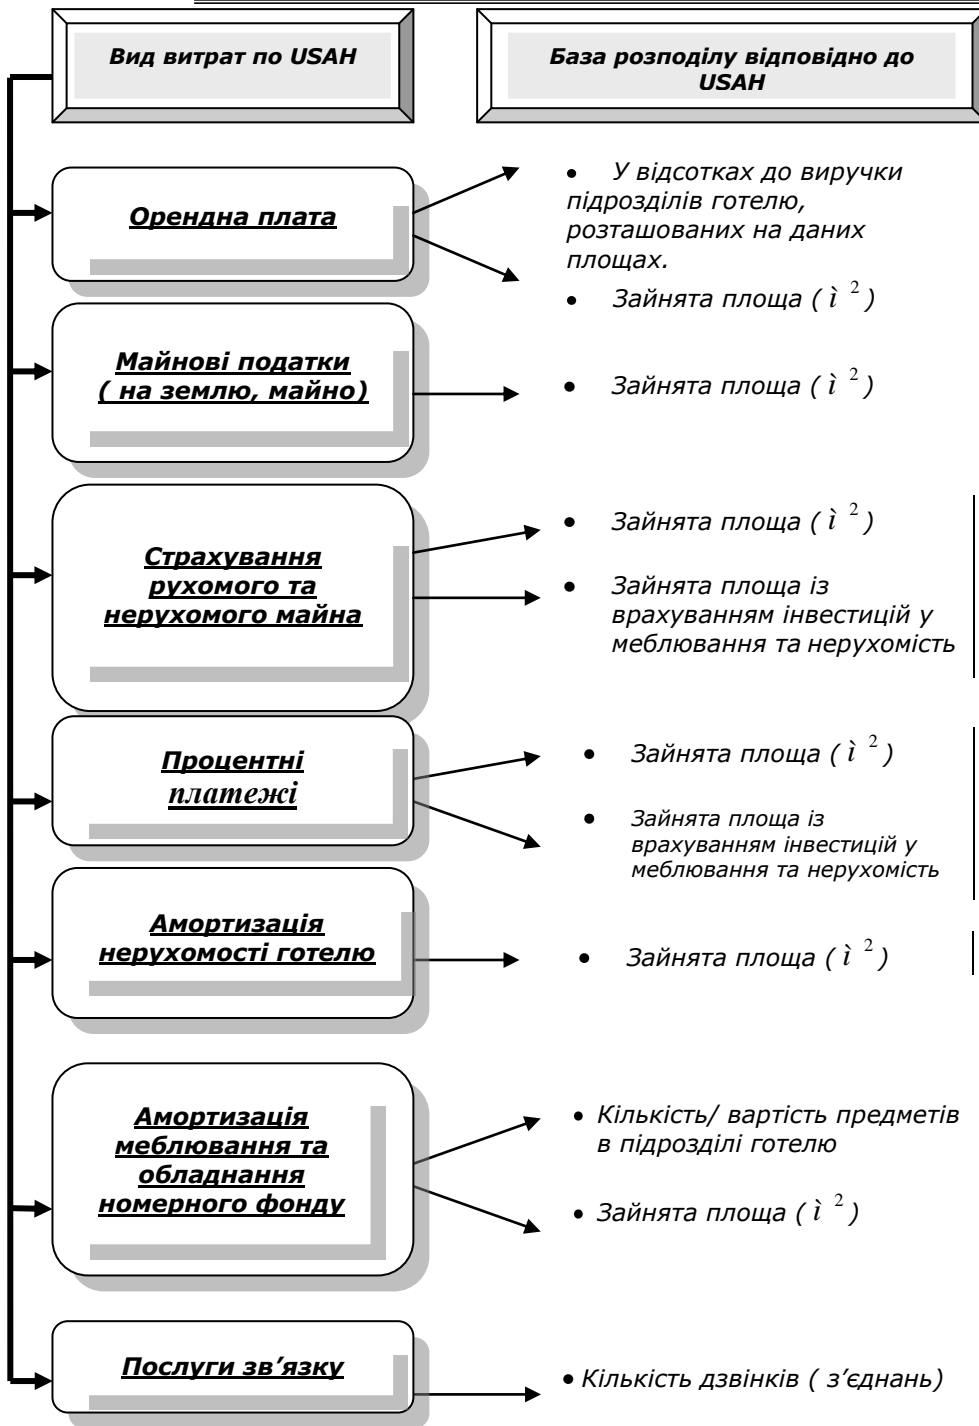 Вид витрат по USAH
База розподілу відповідно до
USAH
Орендна плата
• У відсотках до виручки
підрозділів готелю,
розташованих на даних
площах.
• Зайнята площа ( ì ²)
Майнові податки
( на землю, майно)
• Зайнята площа ( ì ²)
Страхування
рухомого та
нерухомого майна
• Зайнята площа ( ì ²)
• Зайнята площа із
врахуванням інвестицій у
меблювання та нерухомість
Процентні
платежі
• Зайнята площа ( ì ²)
• Зайнята площа із
врахуванням інвестицій у
меблювання та нерухомість
Амортизація
нерухомості готелю
• Зайнята площа ( ì ²)
Амортизація
меблювання та
обладнання
номерного фонду
• Кількість/ вартість предметів
в підрозділі готелю
• Зайнята площа ( ì ²)
Послуги зв’язку
• Кількість дзвінків ( з’єднань)